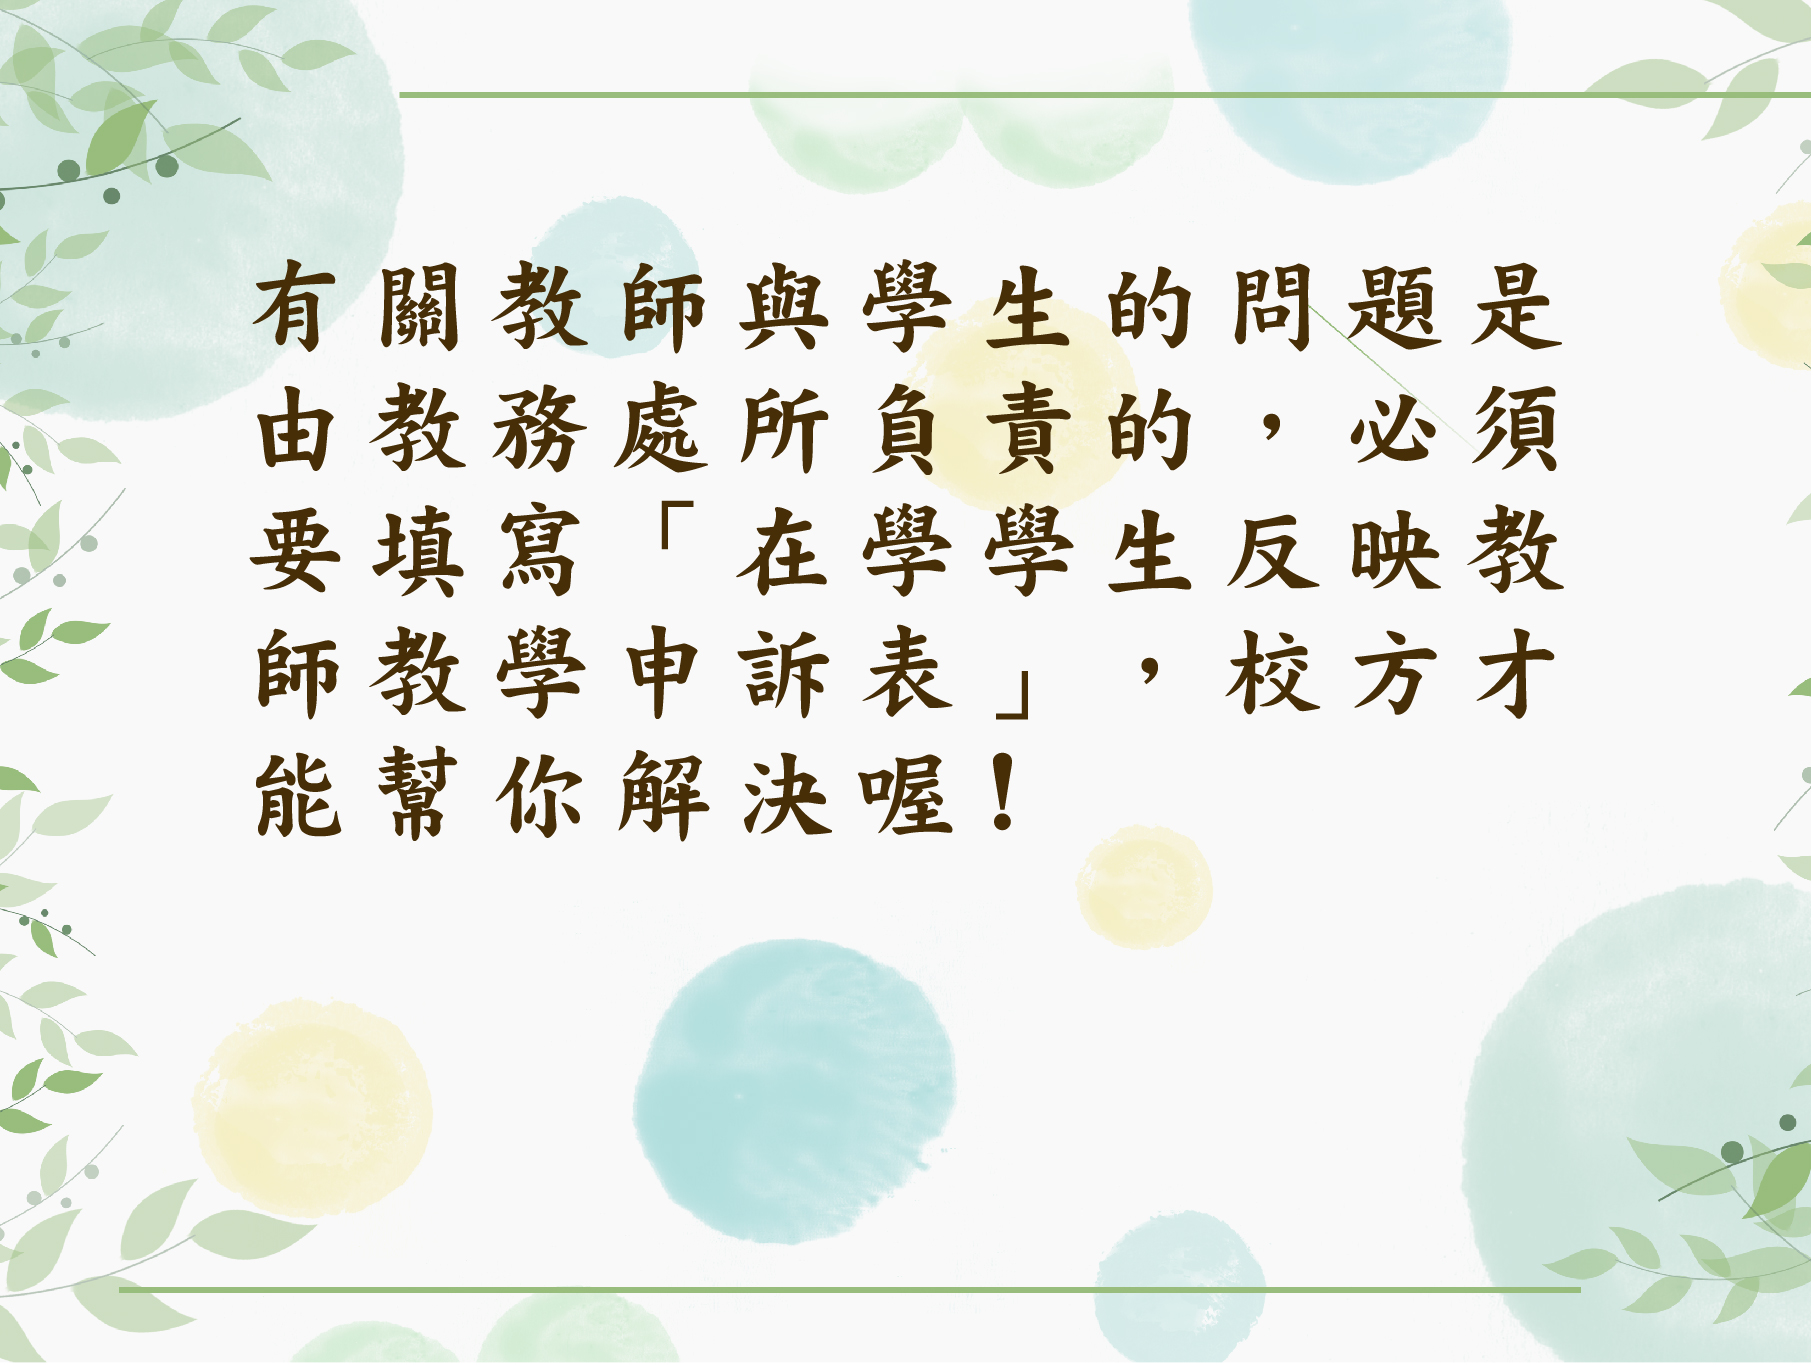 有關教師與學生的問題是
由教務處所負責的，必須
要填寫「在學學生反映教
師教學申訴表」，校方才
能幫你解決喔！